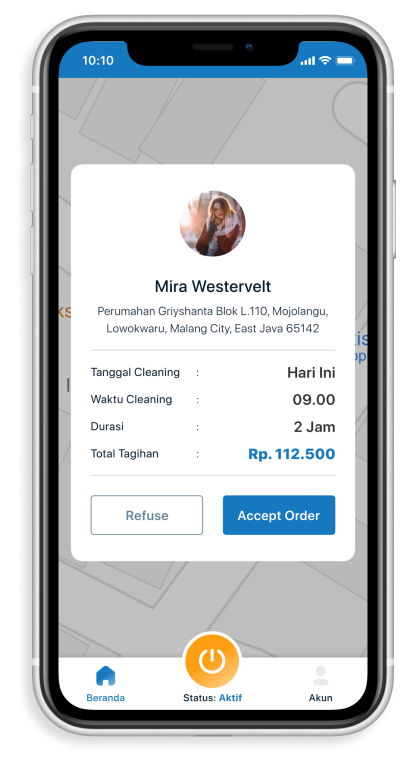 10:10
Mira Westervelt
Perumahan Griyshanta Blok L.110, Mojolangu,
Lowokwaru, Malang City, East Java 65142
Tanggal Cleaning : Hari Ini
Waktu Cleaning : 09.00
Durasi : 2 Jam
Total Tagihan : Rp. 112.500
Refuse
Accept Order
Beranda
Status: Aktif
Akun